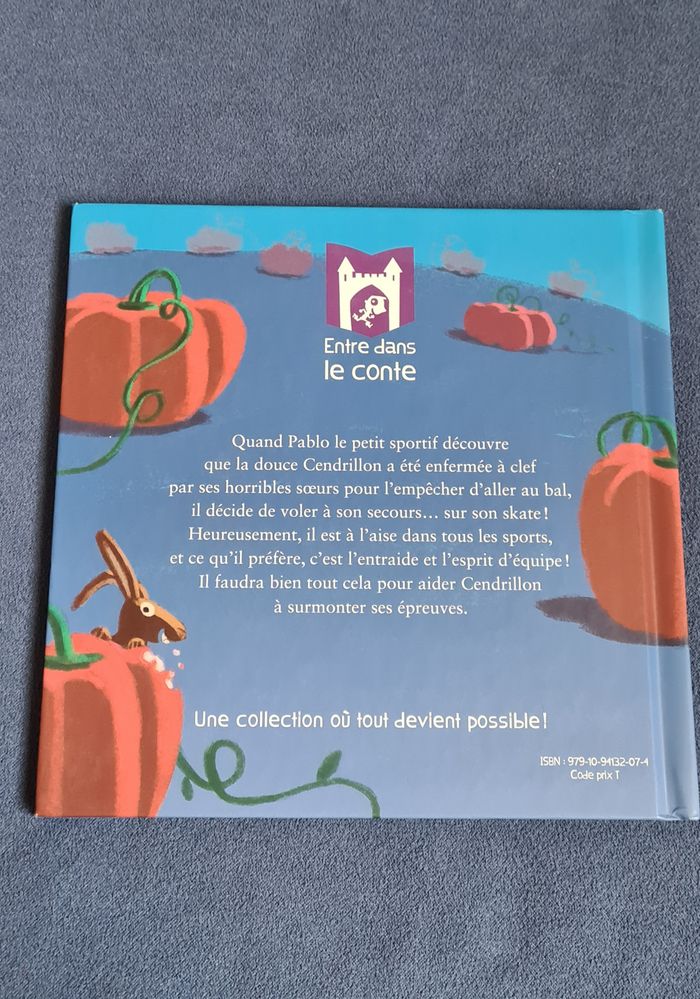 Entre dans
le conte
Quand Pablo le petit sportif découvre
que la douce Cendrillon a été enfermée à clef
par ses horribles sœurs pour l’empêcher d’aller au bal,
il décide de voler à son secours… sur son skate !
Heureusement, il est à l’aise dans tous les sports,
et ce qu’il préfère, c’est l’entraide et l’esprit d’équipe !
Il faudra bien tout cela pour aider Cendrillon
à surmonter ses épreuves.
Une collection où tout devient possible !
ISBN : 979-10-94132-07-4
Code prix T